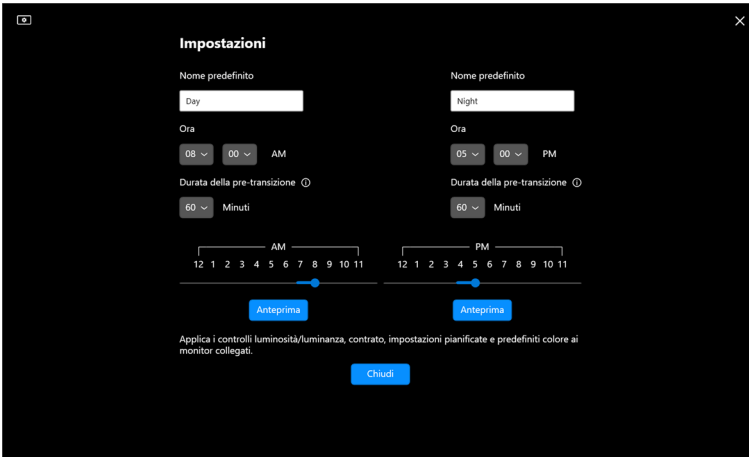 Impostazioni
Nome predefinito
Nome predefinito
Day
Night
Ora
Ora
08 00 AM
05 00 PM
Durata della pre-transizione
Durata della pre-transizione
60 Minuti
60 Minuti
AM
PM
12 1 2 3 4 5 6 7 8 9 10 11
12 1 2 3 4 5 6 7 8 9 10 11
Anteprima
Anteprima
Applica i controlli luminosità/luminanza, contrato, impostazioni pianificate e predefiniti colore ai
monitor collegati.
Chiudi